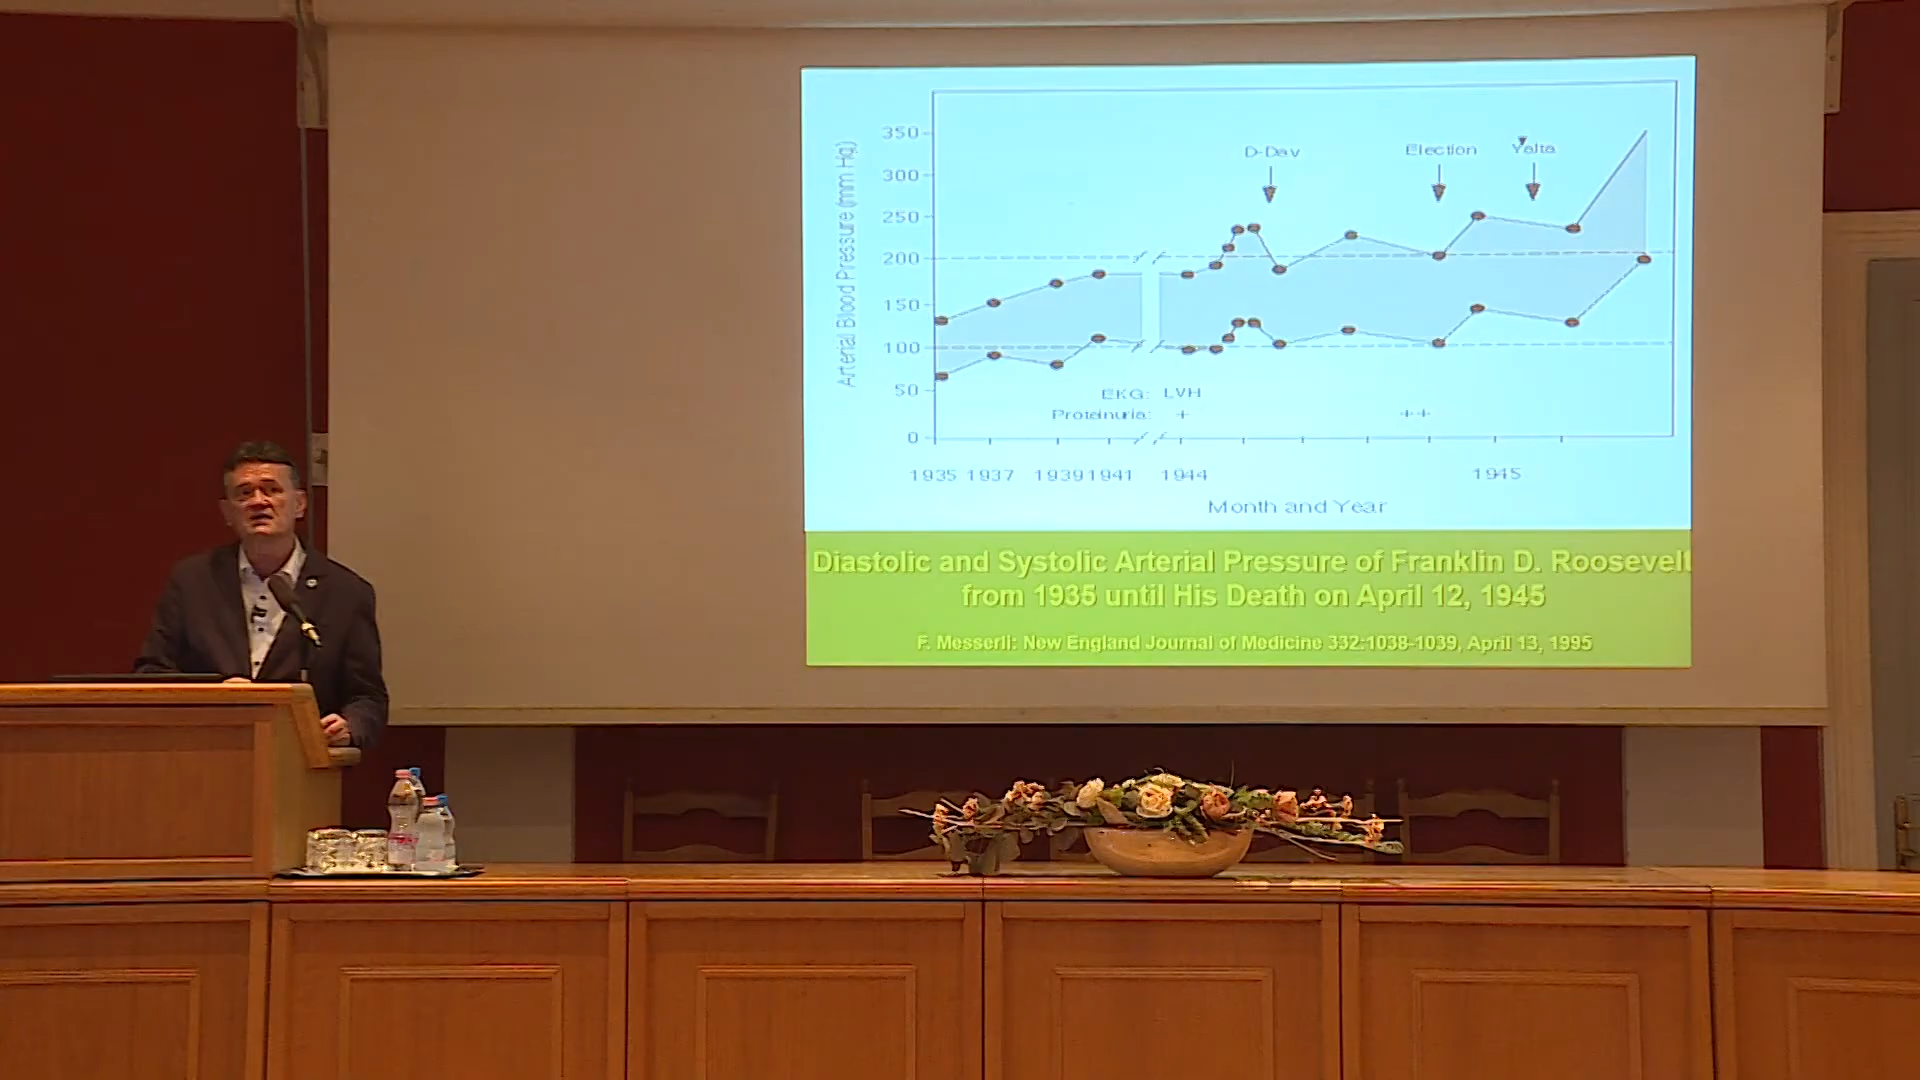 350
300
250
200
150
100
50
0
Arterial Blood Pressure (mm Hg)
D-Day
Election
Yalta
EKG: LVH
Proteinuria: + ++
1935 1937 1939 1941 1944 1945
Month and Year
Diastolic and Systolic Arterial Pressure of Franklin D. Roosevelt
from 1935 until His Death on April 12, 1945
F. Messerli: New England Journal of Medicine 332:1038-1039, April 13, 1995